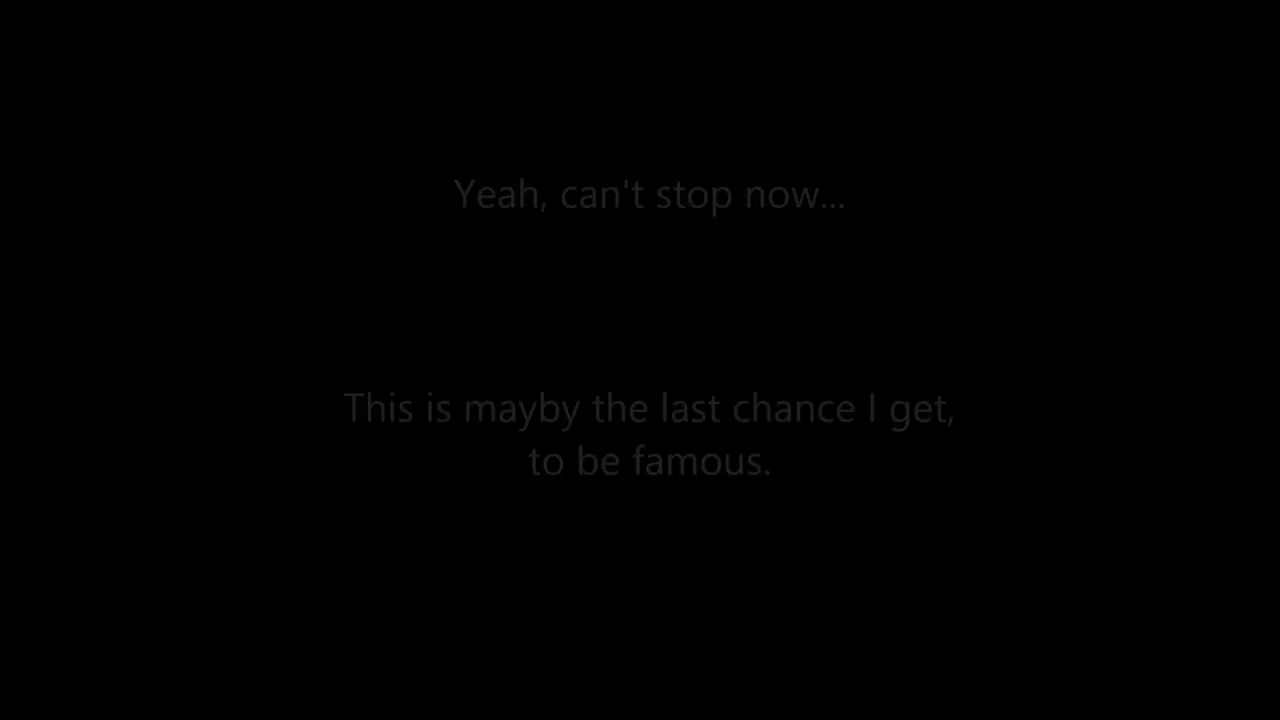 Yeah, can't stop now...
This is mayby the last chance I get,
to be famous.